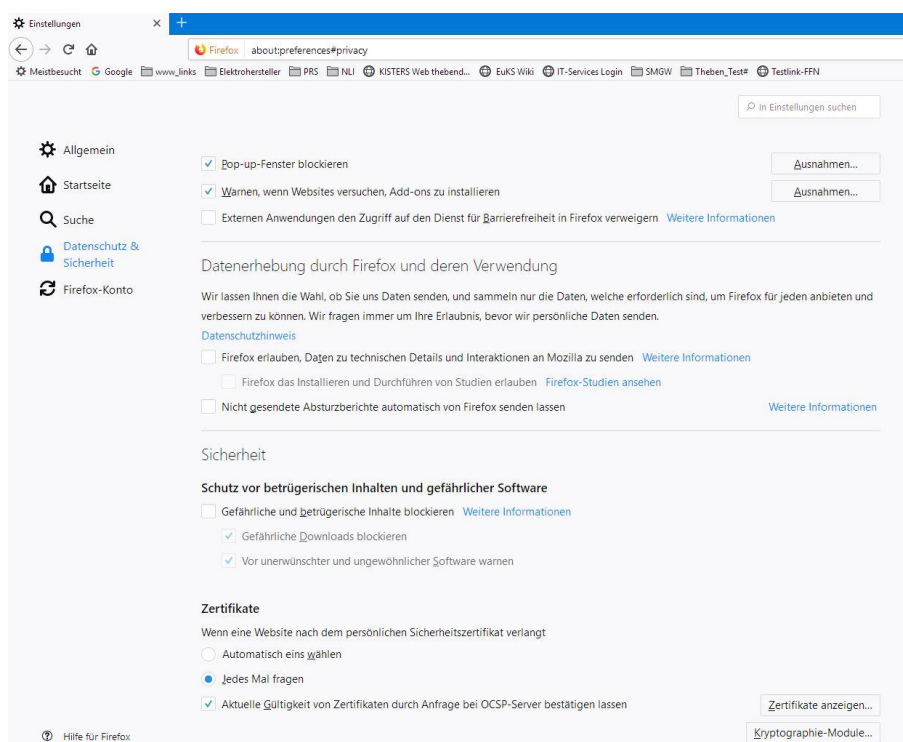 Einstellungen
Firefox about:preferences#privacy
Meistbesucht Google www_links Elektrohersteller PRS NLI KISTERS Web thebend... EuKS Wiki IT-Services Login SMGW Theben_Test# Testlink-FFN
In Einstellungen suchen
Allgemein
Startseite
Suche
Datenschutz &
Sicherheit
Firefox-Konto
Hilfe für Firefox
Pop-up-Fenster blockieren Ausnahmen...
Warnen, wenn Websites versuchen, Add-ons zu installieren Ausnahmen...
Externen Anwendungen den Zugriff auf den Dienst für Barrierefreiheit in Firefox verweigern Weitere Informationen
Datenerhebung durch Firefox und deren Verwendung
Wir lassen Ihnen die Wahl, ob Sie uns Daten senden, und sammeln nur die Daten, welche erforderlich sind, um Firefox für jeden anbieten und
verbessern zu können. Wir fragen immer um Ihre Erlaubnis, bevor wir persönliche Daten senden.
Datenschutzhinweis
Firefox erlauben, Daten zu technischen Details und Interaktionen an Mozilla zu senden Weitere Informationen
Firefox das Installieren und Durchführen von Studien erlauben Firefox-Studien ansehen
Nicht gesendete Absturzberichte automatisch von Firefox senden lassen Weitere Informationen
Sicherheit
Schutz vor betrügerischen Inhalten und gefährlicher Software
Gefährliche und betrügerische Inhalte blockieren Weitere Informationen
Gefährliche Downloads blockieren
Vor unerwünschter und ungewöhnlicher Software warnen
Zertifikate
Wenn eine Website nach dem persönlichen Sicherheitszertifikat verlangt
Automatisch eins wählen
Jedes Mal fragen
Aktuelle Gültigkeit von Zertifikaten durch Anfrage bei OCSP-Server bestätigen lassen Zertifikate anzeigen...
Kryptographie-Module...